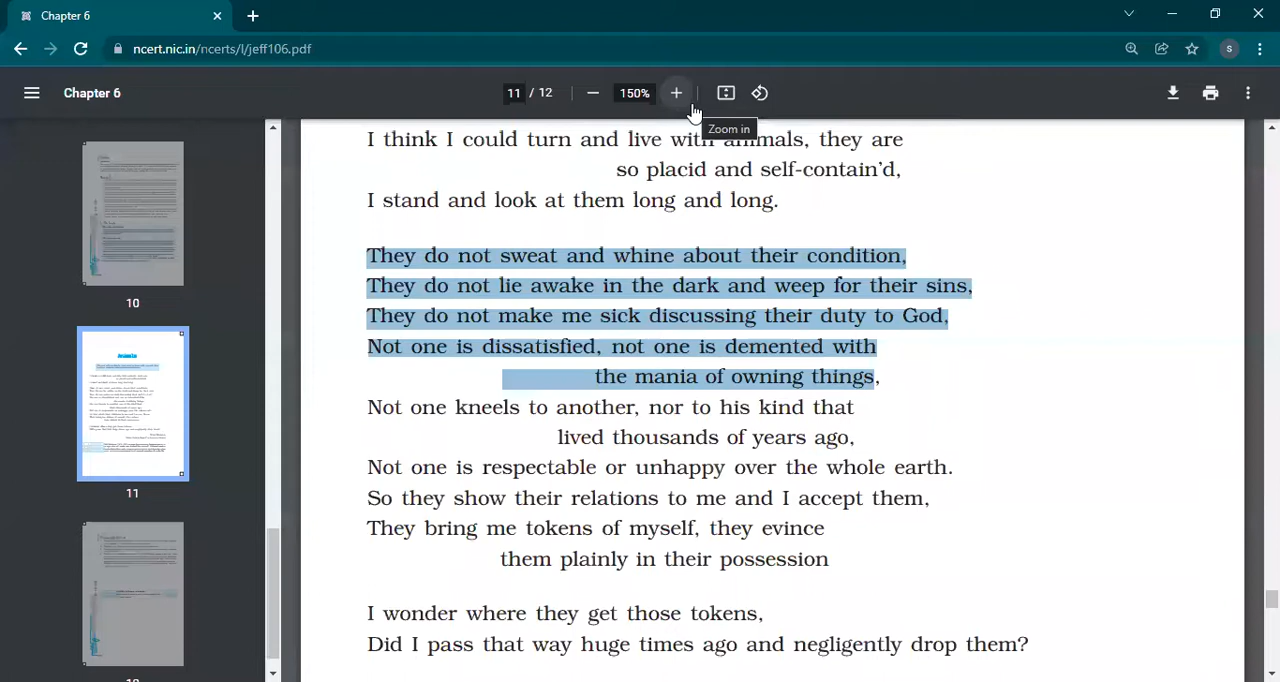 Chapter 6
ncert.nic.in/ncerts/l/jeff106.pdf
S
Chapter 6
11 / 12
150%
Zoom in
I think I could turn and live with animals, they are
so placid and self-contain'd,
I stand and look at them long and long.
They do not sweat and whine about their condition,
They do not lie awake in the dark and weep for their sins,
They do not make me sick discussing their duty to God,
Not one is dissatisfied, not one is demented with
the mania of owning things,
Not one kneels to another, nor to his kind that
lived thousands of years ago,
Not one is respectable or unhappy over the whole earth.
So they show their relations to me and I accept them,
They bring me tokens of myself, they evince
them plainly in their possession
I wonder where they get those tokens,
Did I pass that way huge times ago and negligently drop them?
10
11